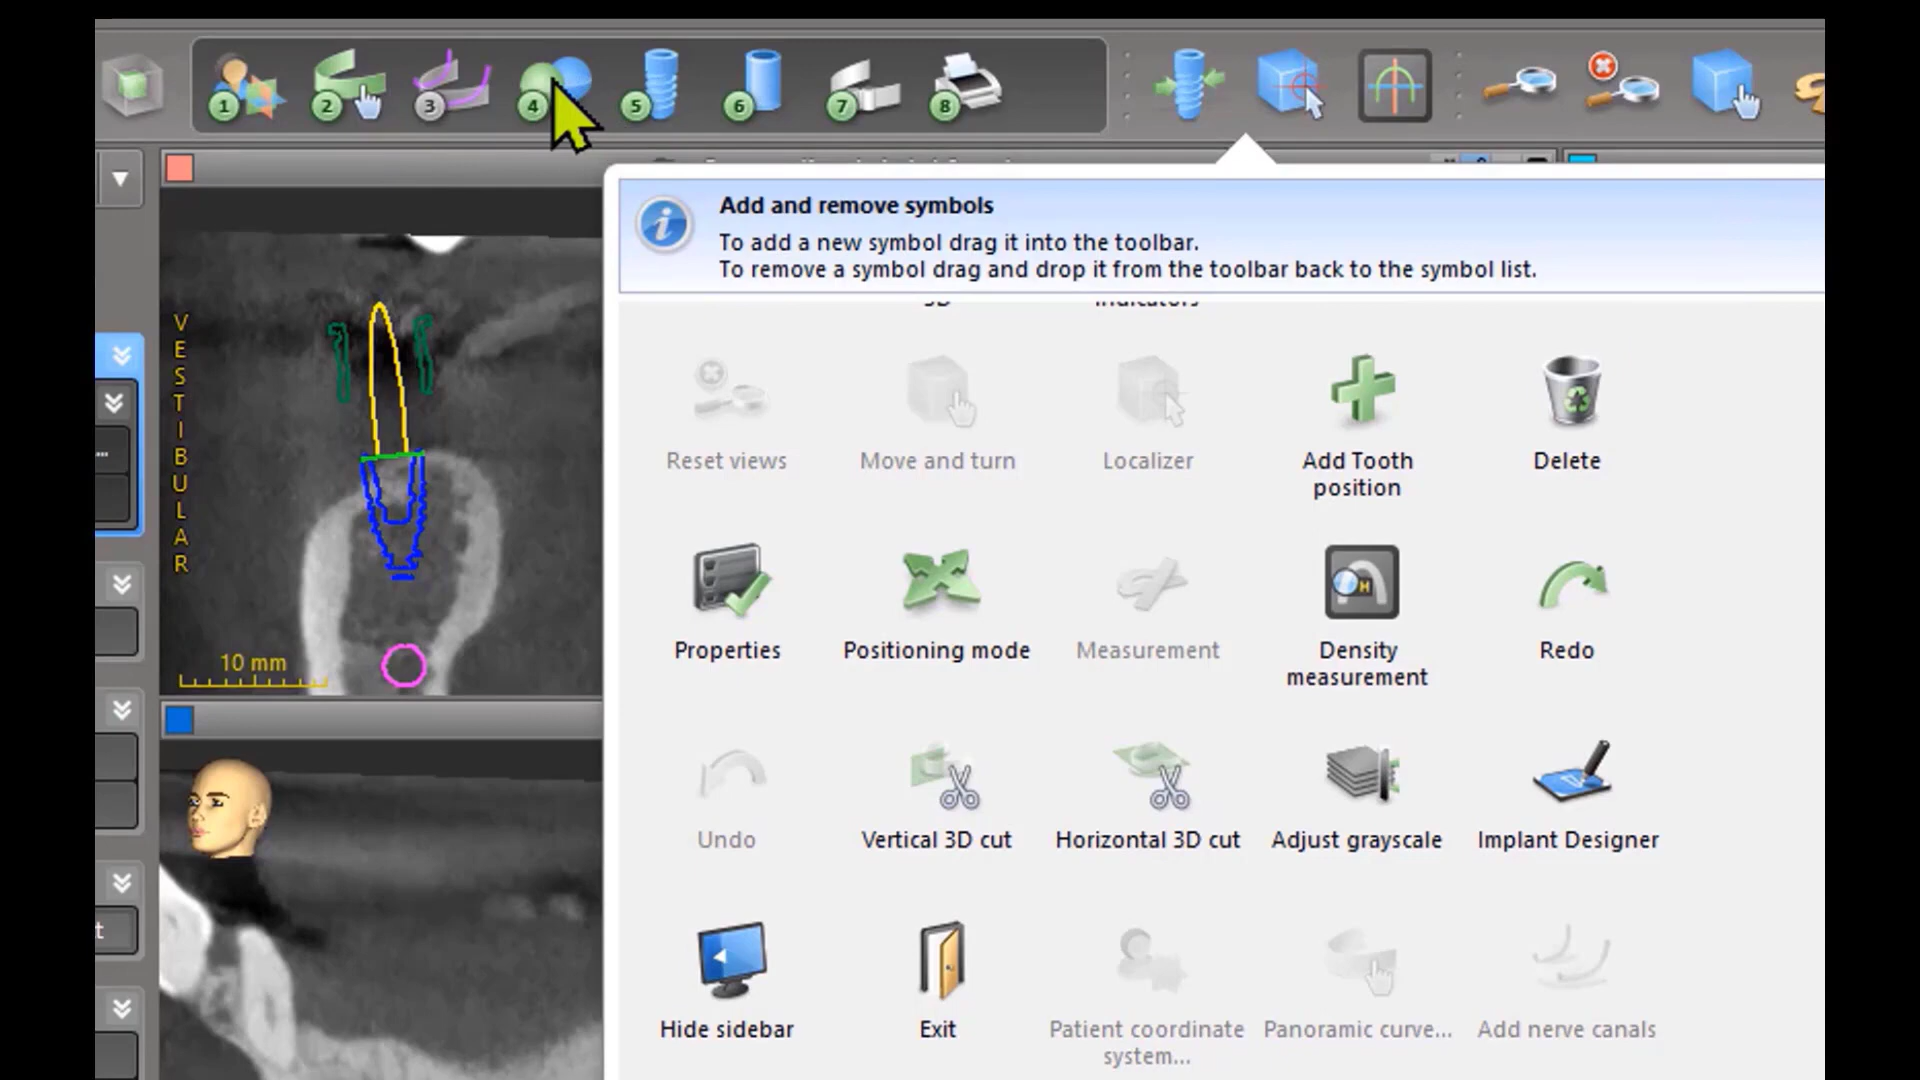 1
2
3
4
5
6
7
8
Add and remove symbols
To add a new symbol drag it into the toolbar.
To remove a symbol drag and drop it from the toolbar back to the symbol list.
VESTIBULAR
10 mm
3D
Indicators
Reset views
Move and turn
Localizer
Add Tooth
position
Delete
...
Properties
Positioning mode
Measurement
Density
measurement
H
Redo
Undo
Vertical 3D cut
Horizontal 3D cut
Adjust grayscale
Implant Designer
t
Hide sidebar
Exit
Patient coordinate
system...
Panoramic curve...
Add nerve canals